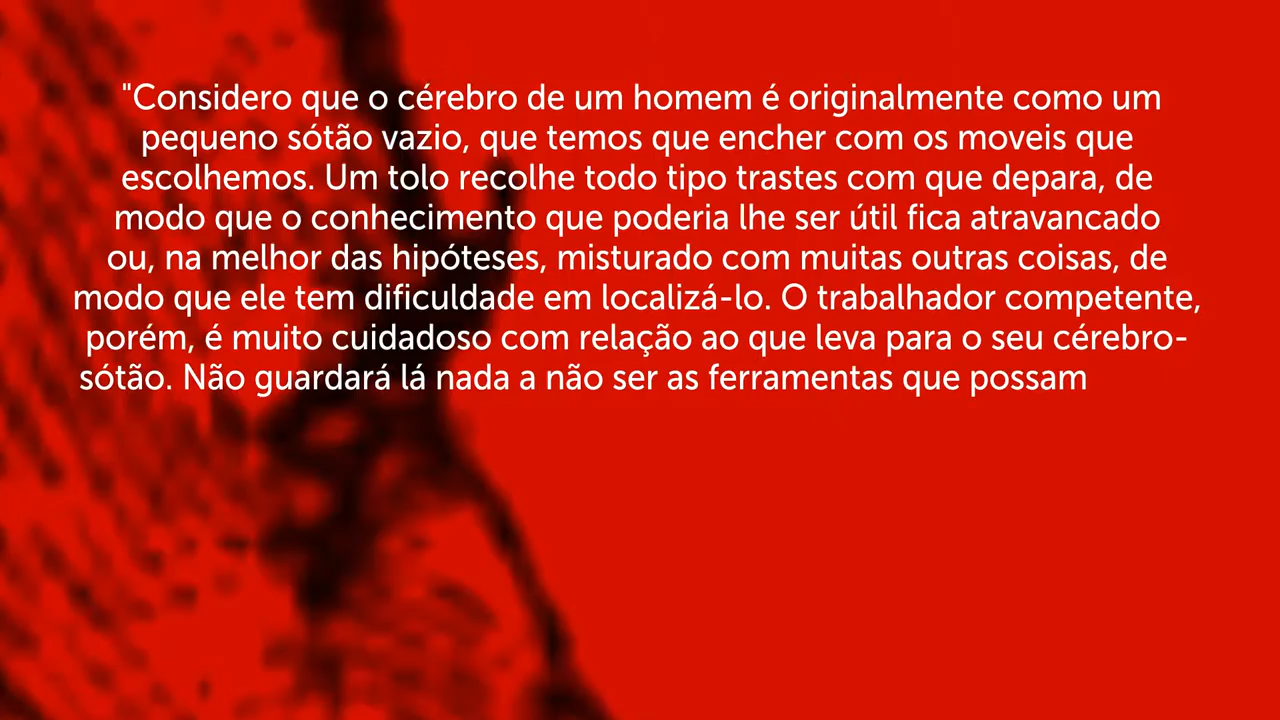 "Considero que o cérebro de um homem é originalmente como um
pequeno sótão vazio, que temos que encher com os moveis que
escolhemos. Um tolo recolhe todo tipo trastes com que depara, de
modo que o conhecimento que poderia lhe ser útil fica atravancado
ou, na melhor das hipóteses, misturado com muitas outras coisas, de
modo que ele tem dificuldade em localizá-lo. O trabalhador competente,
porém, é muito cuidadoso com relação ao que leva para o seu cérebro-
sótão. Não guardará lá nada a não ser as ferramentas que possam